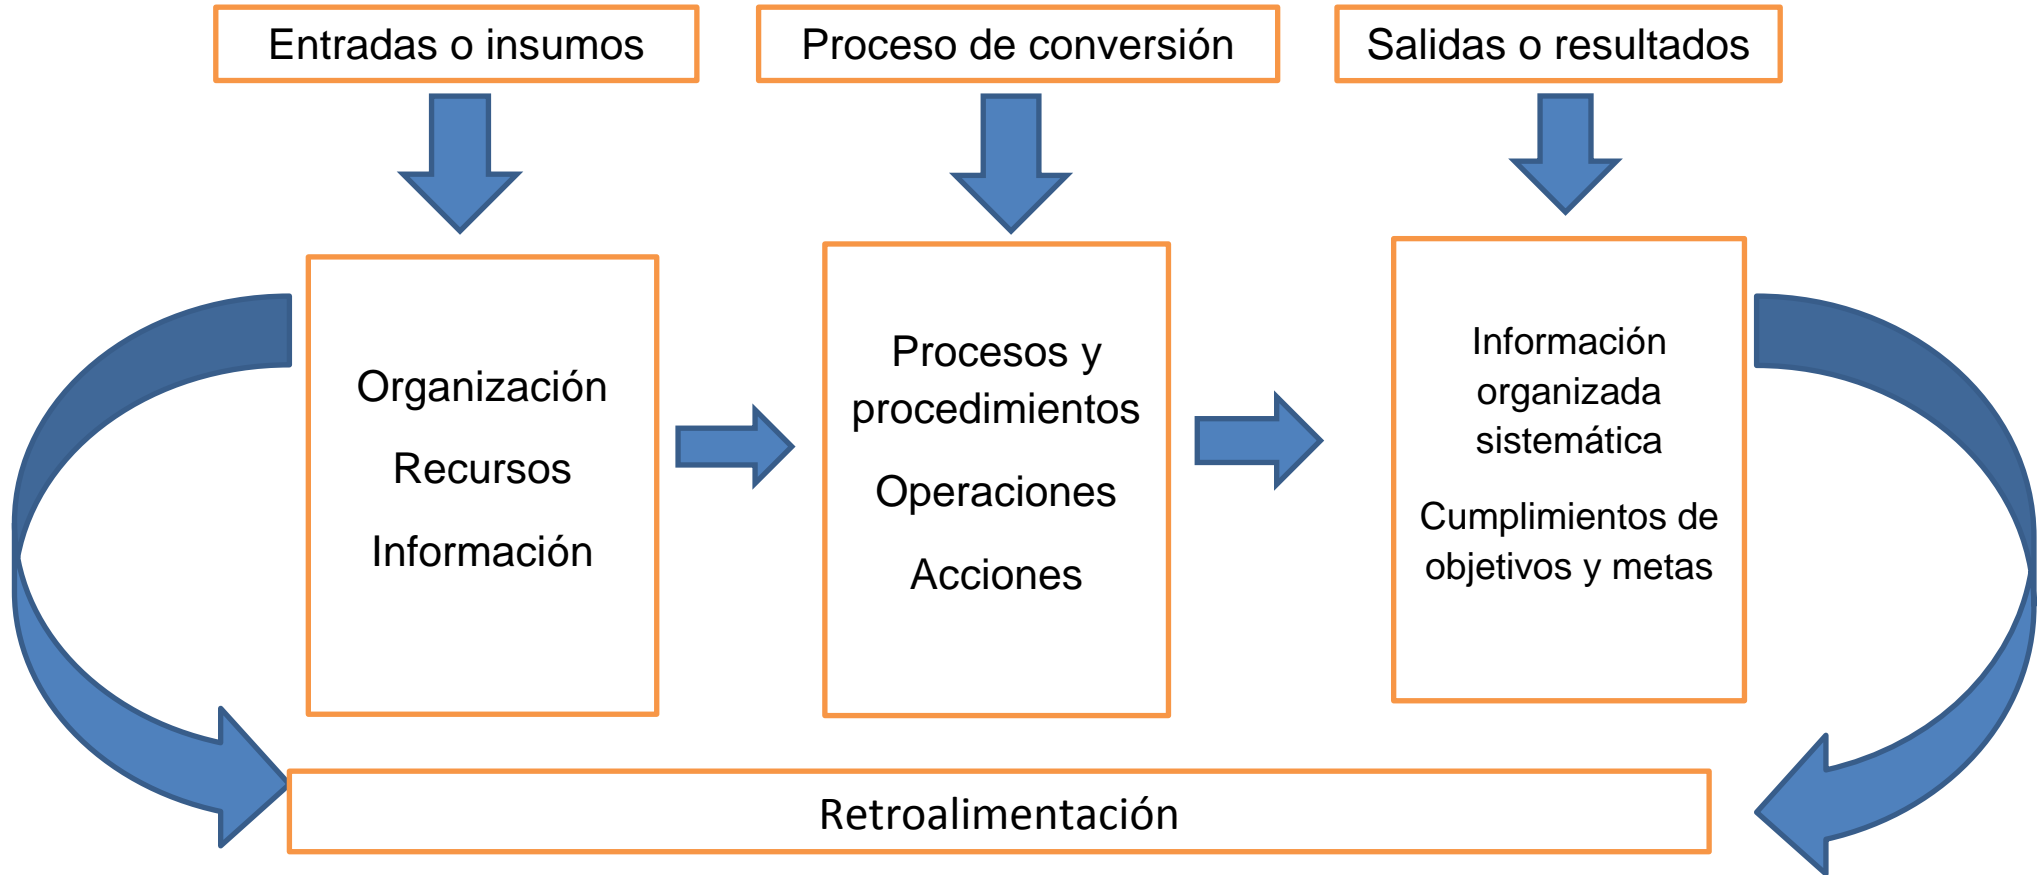 Entradas o insumos
Proceso de conversión
Salidas o resultados
Organización
Recursos
Información
Procesos y
procedimientos
Operaciones
Acciones
Información
organizada
sistemática
Cumplimientos de
objetivos y metas
Retroalimentación